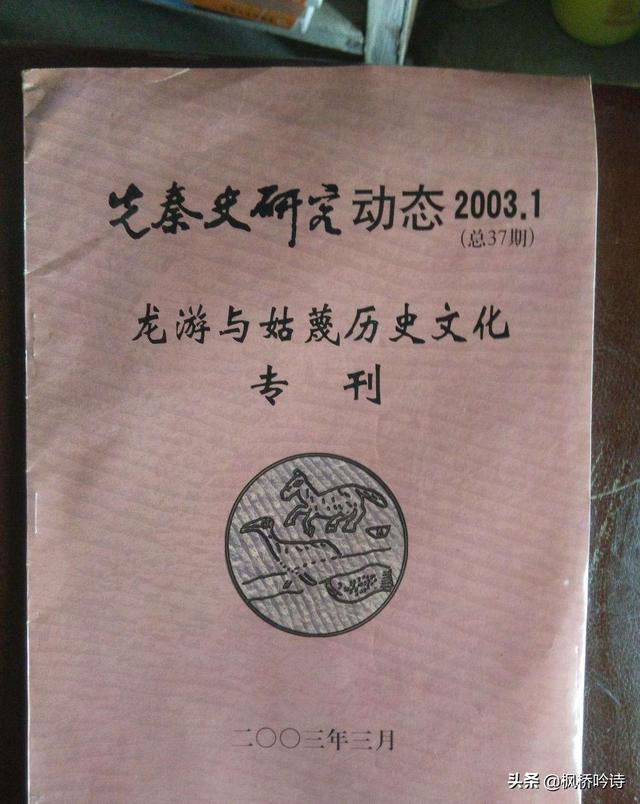 先秦史研究动态 2003.1
(总37期)
龙游与姑蔑历史文化
专 刊
二〇〇三年三月
头条 @枫桥吟诗